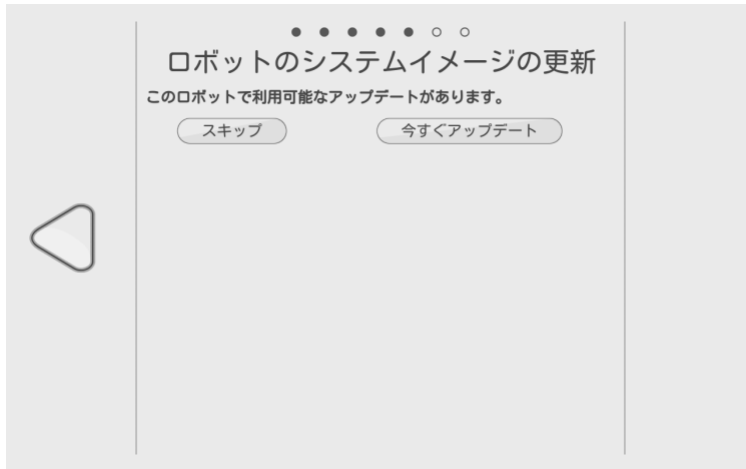 ロボットのシステムイメージの更新
このロボットで利用可能なアップデートがあります。
スキップ
今すぐアップデート